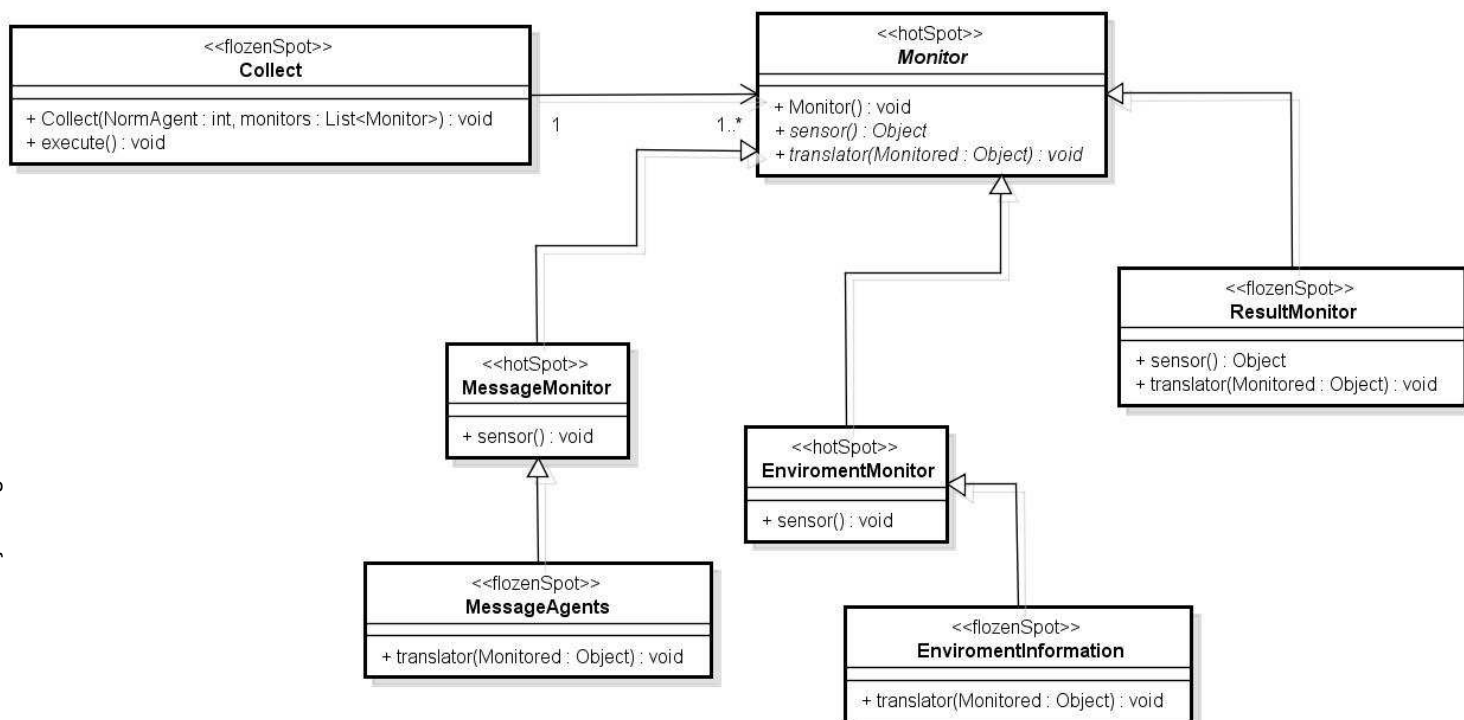 <<flozenSpot>>
Collect
+ Collect(NormAgent : int, monitors : List<Monitor>) : void
+ execute() : void
1
1..*
<<hotSpot>>
Monitor
+ Monitor() : void
+ sensor() : Object
+ translator(Monitored : Object) : void
<<flozenSpot>>
ResultMonitor
+ sensor() : Object
+ translator(Monitored : Object) : void
<<hotSpot>>
MessageMonitor
+ sensor() : void
<<hotSpot>>
EnviromentMonitor
+ sensor() : void
<<flozenSpot>>
MessageAgents
+ translator(Monitored : Object) : void
<<flozenSpot>>
EnviromentInformation
+ translator(Monitored : Object) : void